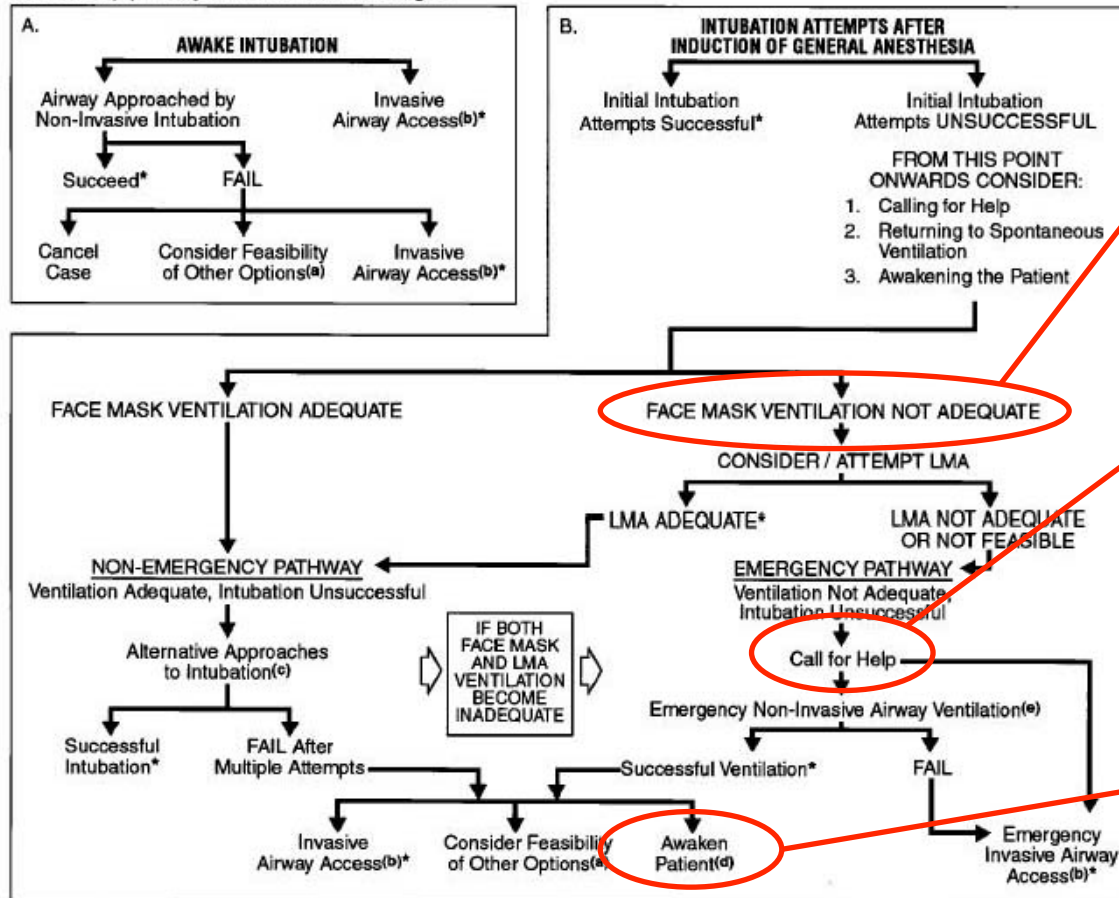 A.
AWAKE INTUBATION
Airway Approached by
Non-Invasive Intubation
Invasive
Airway Access(b)*
Succeed*
FAIL
Cancel
Case
Consider Feasibility
of Other Options(a)
Invasive
Airway Access(b)*
B.
INTUBATION ATTEMPTS AFTER
INDUCTION OF GENERAL ANESTHESIA
Initial Intubation
Attempts Successful*
Initial Intubation
Attempts UNSUCCESSFUL
FROM THIS POINT
ONWARDS CONSIDER:
1. Calling for Help
2. Returning to Spontaneous
Ventilation
3. Awakening the Patient
FACE MASK VENTILATION ADEQUATE
FACE MASK VENTILATION NOT ADEQUATE
CONSIDER / ATTEMPT LMA
LMA ADEQUATE*
LMA NOT ADEQUATE
OR NOT FEASIBLE
NON-EMERGENCY PATHWAY
Ventilation Adequate, Intubation Unsuccessful
EMERGENCY PATHWAY
Ventilation Not Adequate,
Intubation Unsuccessful
Alternative Approaches
to Intubation(c)
IF BOTH
FACE MASK
AND LMA
VENTILATION
BECOME
INADEQUATE
Call for Help
Emergency Non-Invasive Airway Ventilation(e)
Successful
Intubation*
FAIL After
Multiple Attempts
Successful Ventilation*
FAIL
Invasive
Airway Access(b)*
Consider Feasibility
of Other Options(a)
Awaken
Patient(d)
Emergency
Invasive Airway
Access(b)*